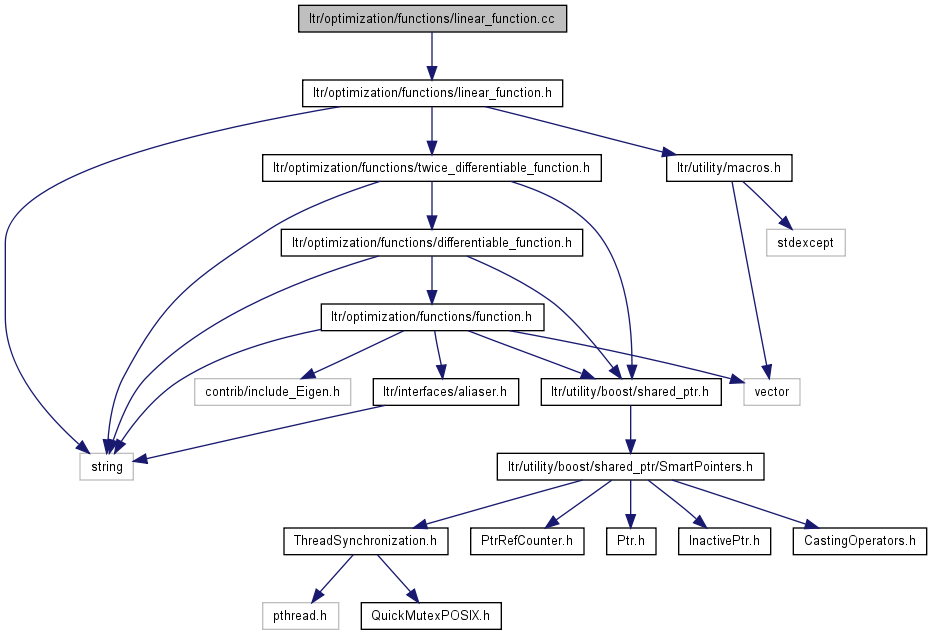 ltr/optimization/functions/linear_function.cc
ltr/optimization/functions/linear_function.h
ltr/optimization/functions/twice_differentiable_function.h
ltr/utility/macros.h
ltr/optimization/functions/differentiable_function.h
stdexcept
ltr/optimization/functions/function.h
contrib/include_Eigen.h
ltr/interfaces/aliaser.h
ltr/utility/boost/shared_ptr.h
vector
string
ltr/utility/boost/shared_ptr/SmartPointers.h
ThreadSynchronization.h
PtrRefCounter.h
Ptr.h
InactivePtr.h
CastingOperators.h
pthread.h
QuickMutexPOSIX.h